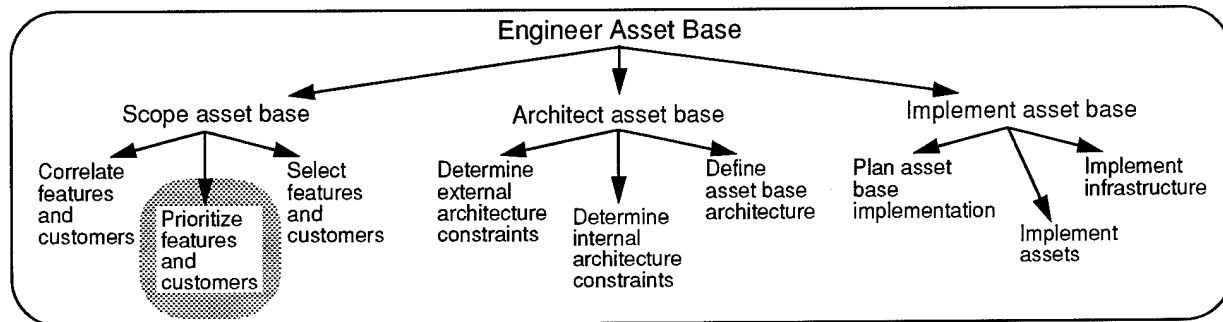 Engineer Asset Base
Scope asset base
Architect asset base
Implement asset base
Correlate
features
and
customers
Prioritize
features
and
customers
Select
features
and
customers
Determine
external
architecture
constraints
Determine
internal
architecture
constraints
Define
asset base
architecture
Plan asset
base
implementation
Implement
assets
Implement
infrastructure